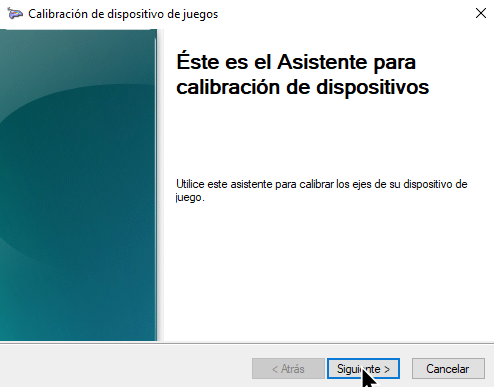 Calibración de dispositivo de juegos
Éste es el Asistente para
calibración de dispositivos
Utilice este asistente para calibrar los ejes de su dispositivo de
juego.
< Atrás
Siguiente >
Cancelar